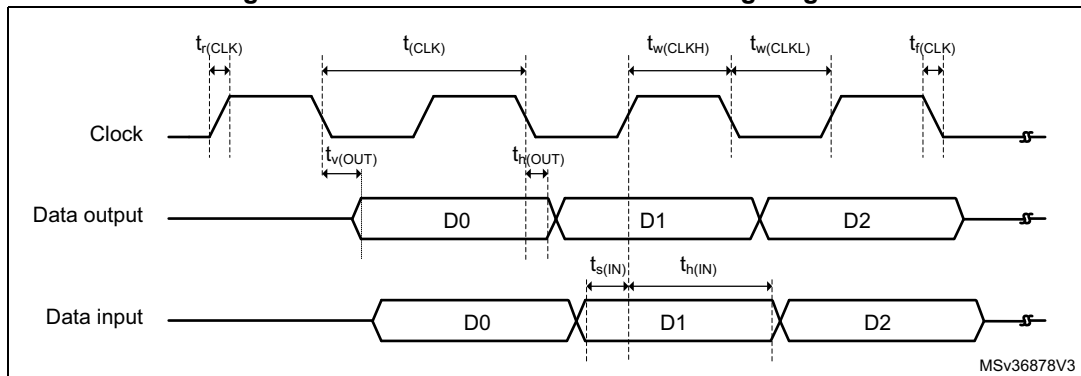 t_r(CLK) t_(CLK) t_w(CLKH) t_w(CLKL) t_f(CLK)
Clock
t_v(OUT) t_h(OUT)
Data output D0 D1 D2
t_s(IN) t_h(IN)
Data input D0 D1 D2
MSv36878V3